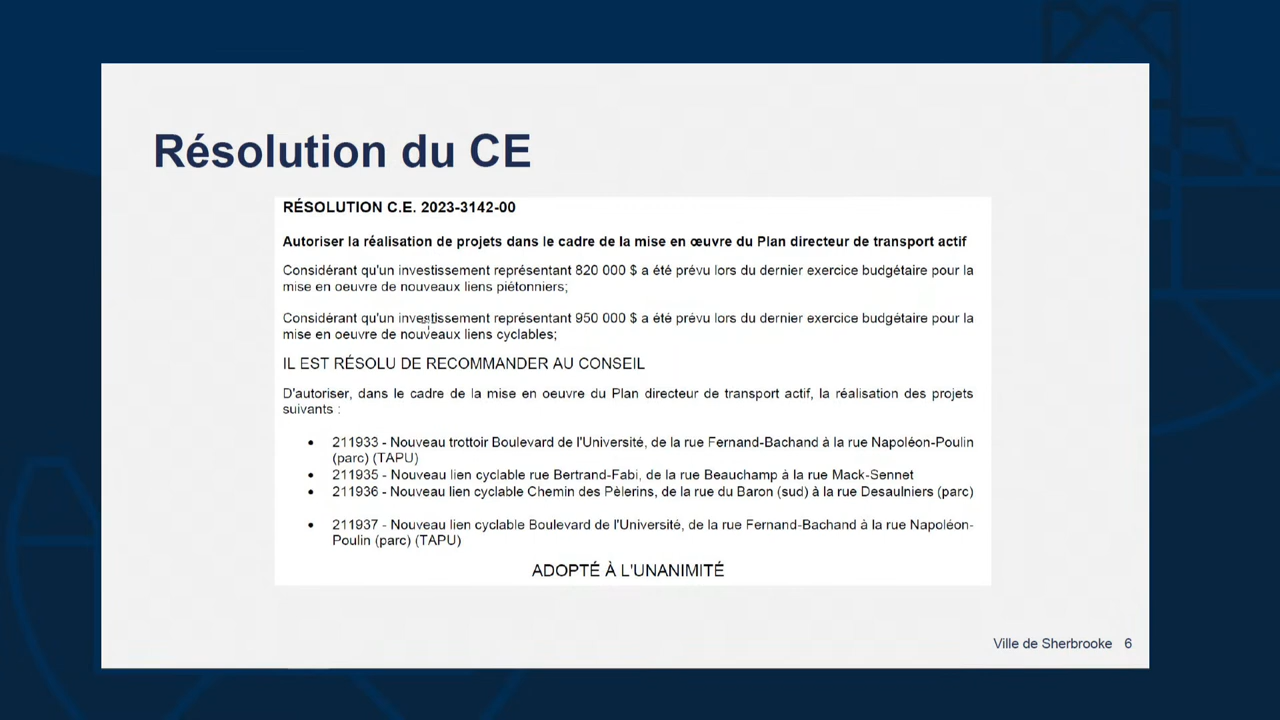 Résolution du CE
RÉSOLUTION C.E. 2023-3142-00
Autoriser la réalisation de projets dans le cadre de la mise en œuvre du Plan directeur de transport actif
Considérant qu'un investissement représentant 820 000 $ a été prévu lors du dernier exercice budgétaire pour la
mise en oeuvre de nouveaux liens piétonniers;
Considérant qu'un investissement représentant 950 000 $ a été prévu lors du dernier exercice budgétaire pour la
mise en oeuvre de nouveaux liens cyclables;
IL EST RÉSOLU DE RECOMMANDER AU CONSEIL
D'autoriser, dans le cadre de la mise en oeuvre du Plan directeur de transport actif, la réalisation des projets
suivants :
• 211933 - Nouveau trottoir Boulevard de l'Université, de la rue Fernand-Bachand à la rue Napoléon-Poulin
(parc) (TAPU)
• 211935 - Nouveau lien cyclable rue Bertrand-Fabi, de la rue Beauchamp à la rue Mack-Sennet
• 211936 - Nouveau lien cyclable Chemin des Pèlerins, de la rue du Baron (sud) à la rue Desaulniers (parc)
• 211937 - Nouveau lien cyclable Boulevard de l'Université, de la rue Fernand-Bachand à la rue Napoléon-
Poulin (parc) (TAPU)
ADOPTÉ À L'UNANIMITÉ
Ville de Sherbrooke 6